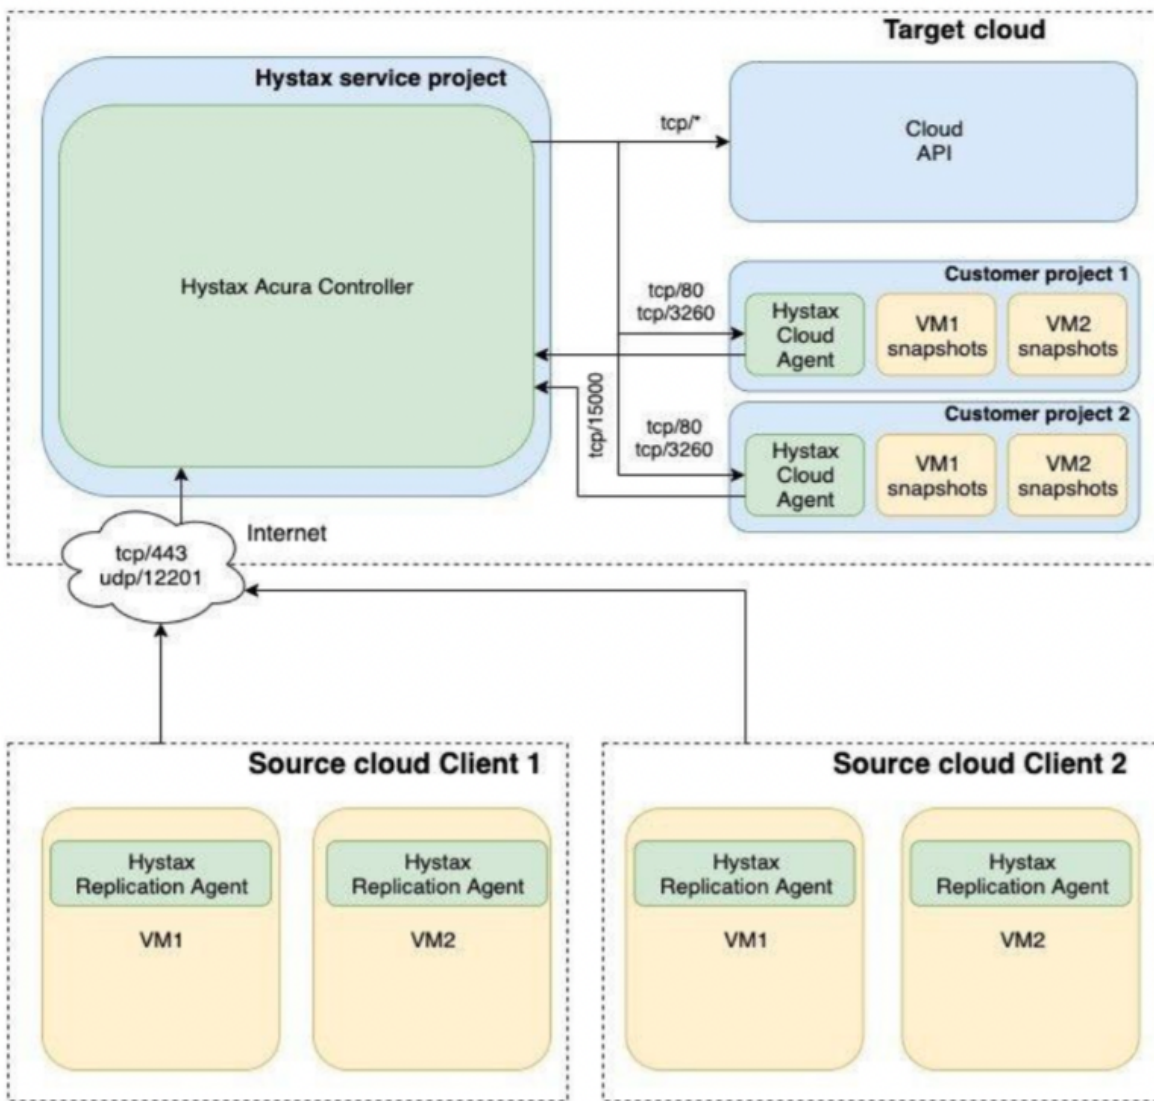 Target cloud
Hystax service project
tcp/*
Cloud
API
Hystax Acura Controller
Customer project 1
tcp/80
tcp/3260
Hystax
Cloud
Agent
VM1
snapshots
VM2
snapshots
tcp/15000
Customer project 2
tcp/80
tcp/3260
Hystax
Cloud
Agent
VM1
snapshots
VM2
snapshots
Internet
tcp/443
udp/12201
Source cloud Client 1
Hystax
Replication Agent
VM1
Hystax
Replication Agent
VM2
Source cloud Client 2
Hystax
Replication Agent
VM1
Hystax
Replication Agent
VM2